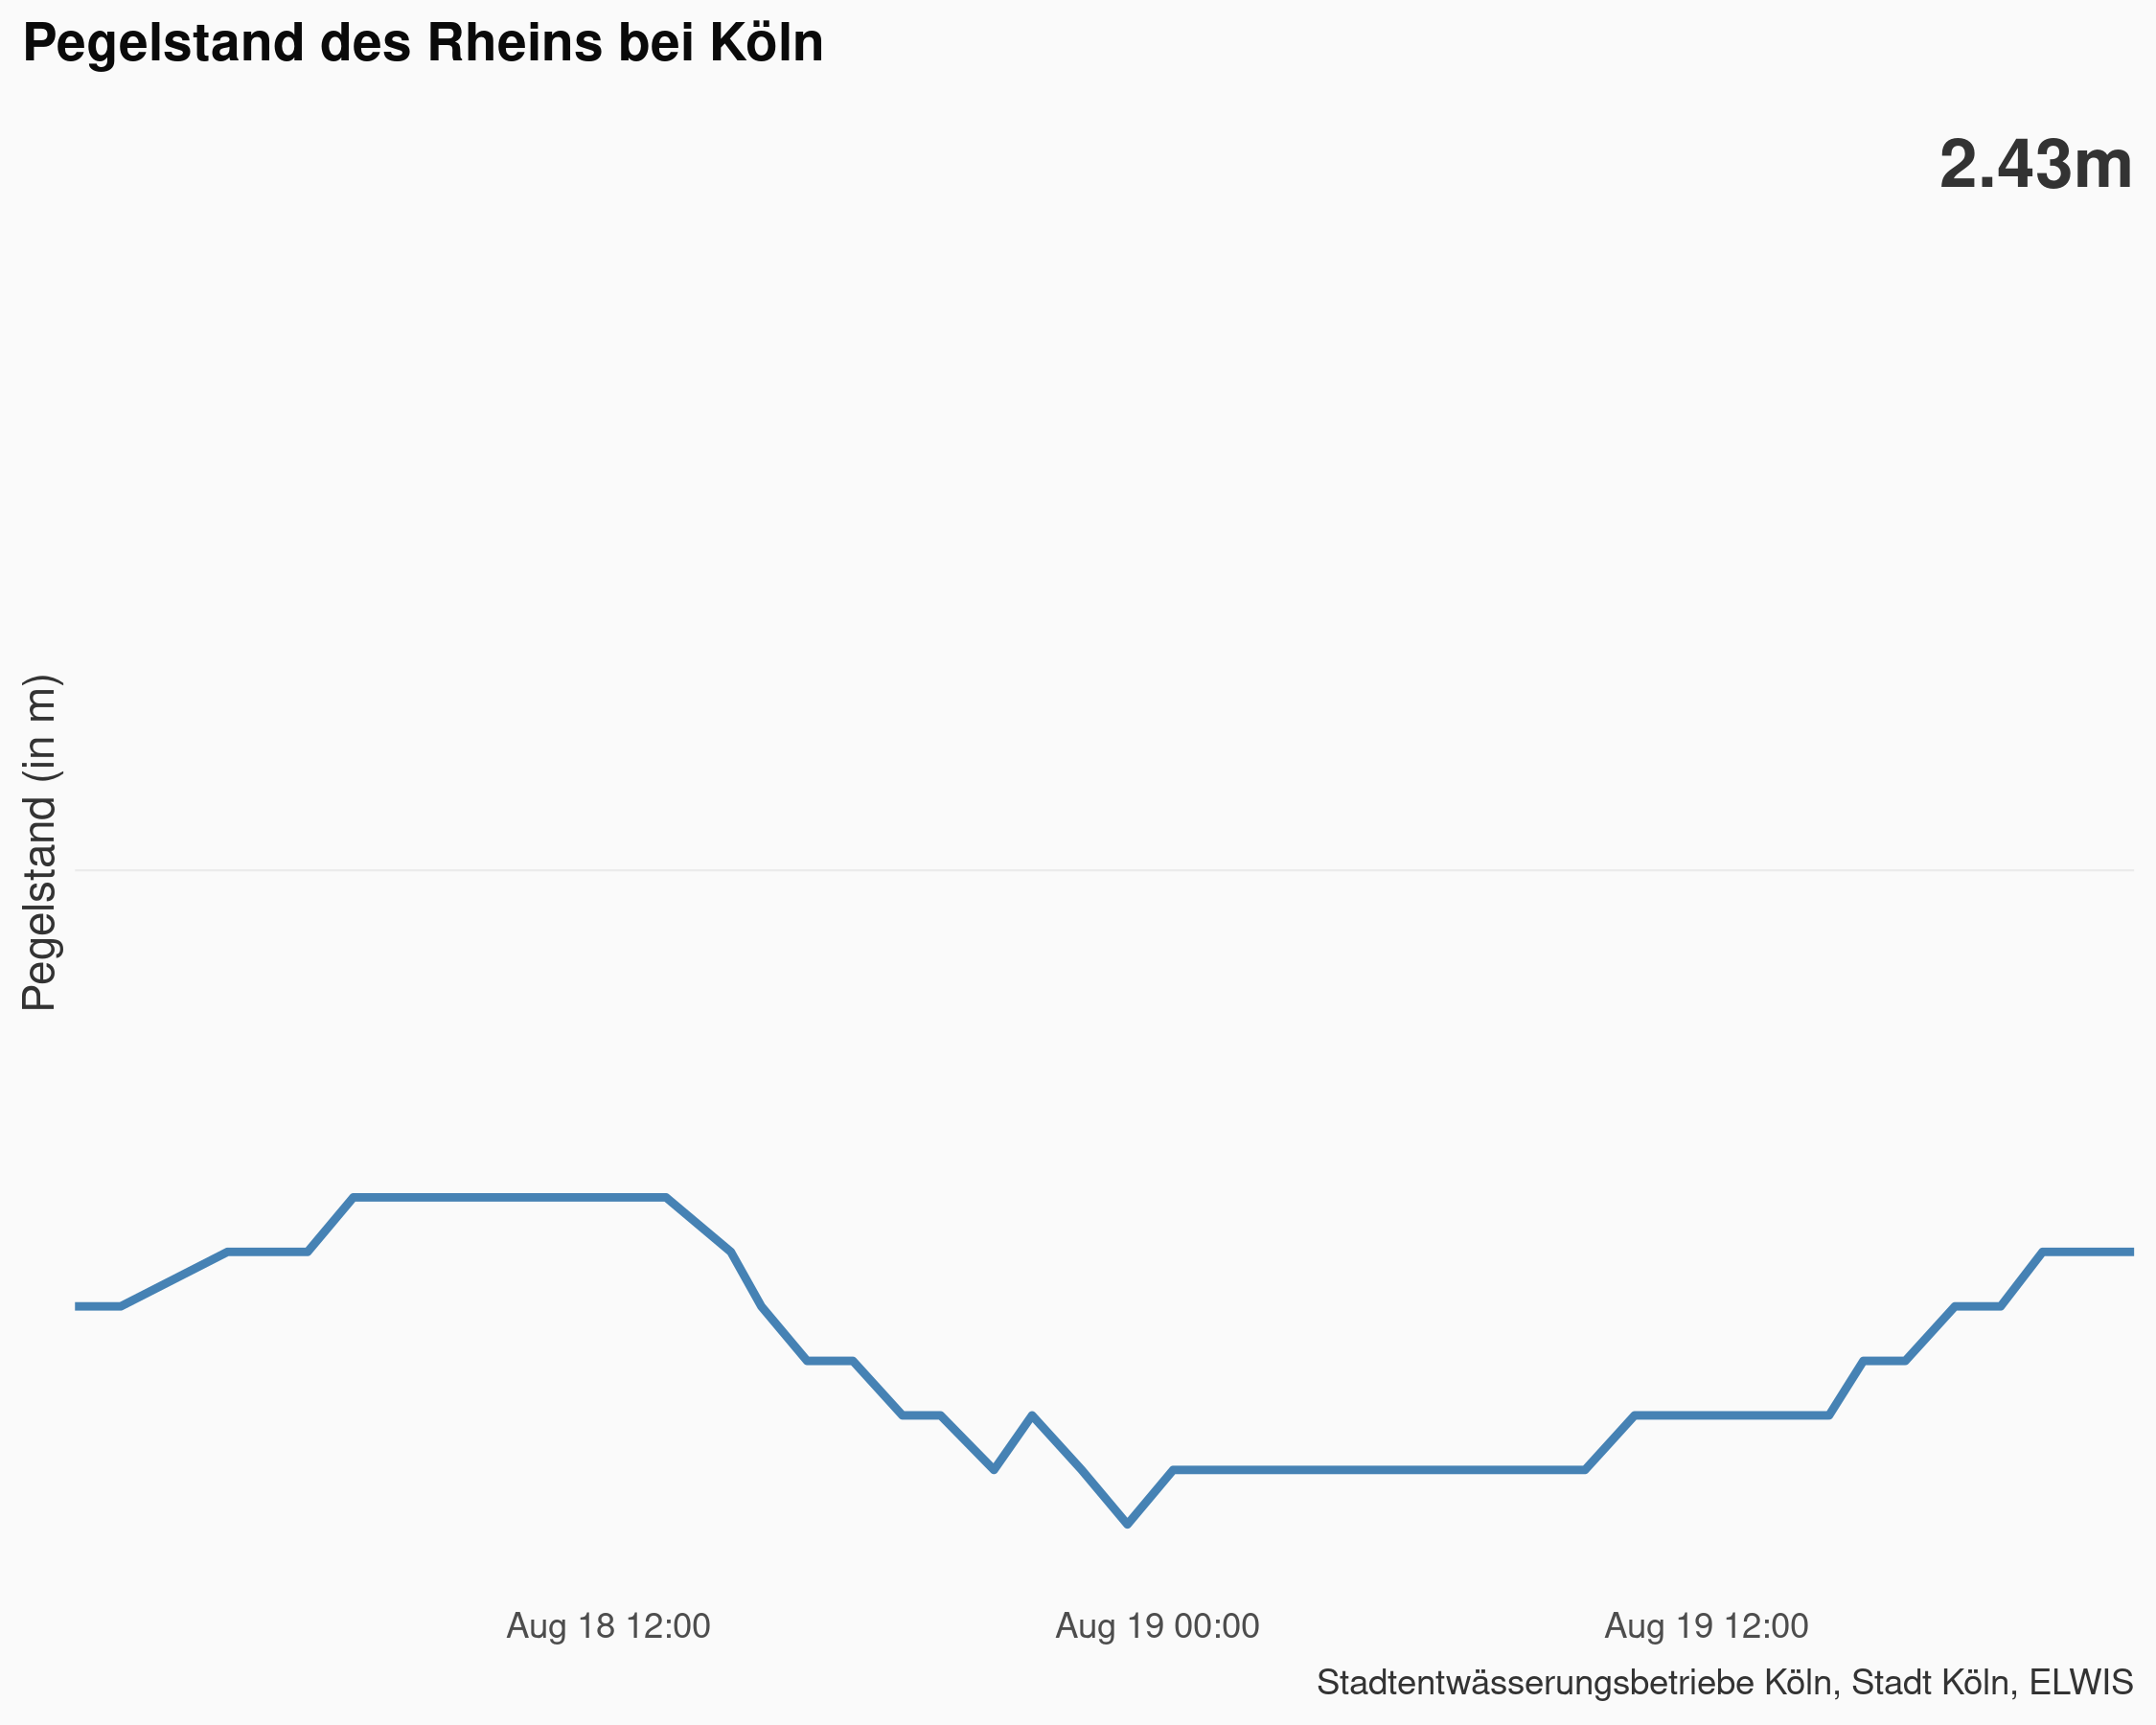 Pegelstand des Rheins bei Köln
2.43m
Pegelstand (in m)
Aug 18 12:00
Aug 19 00:00
Aug 19 12:00
Stadtentwässerungsbetriebe Köln, Stadt Köln, ELWIS